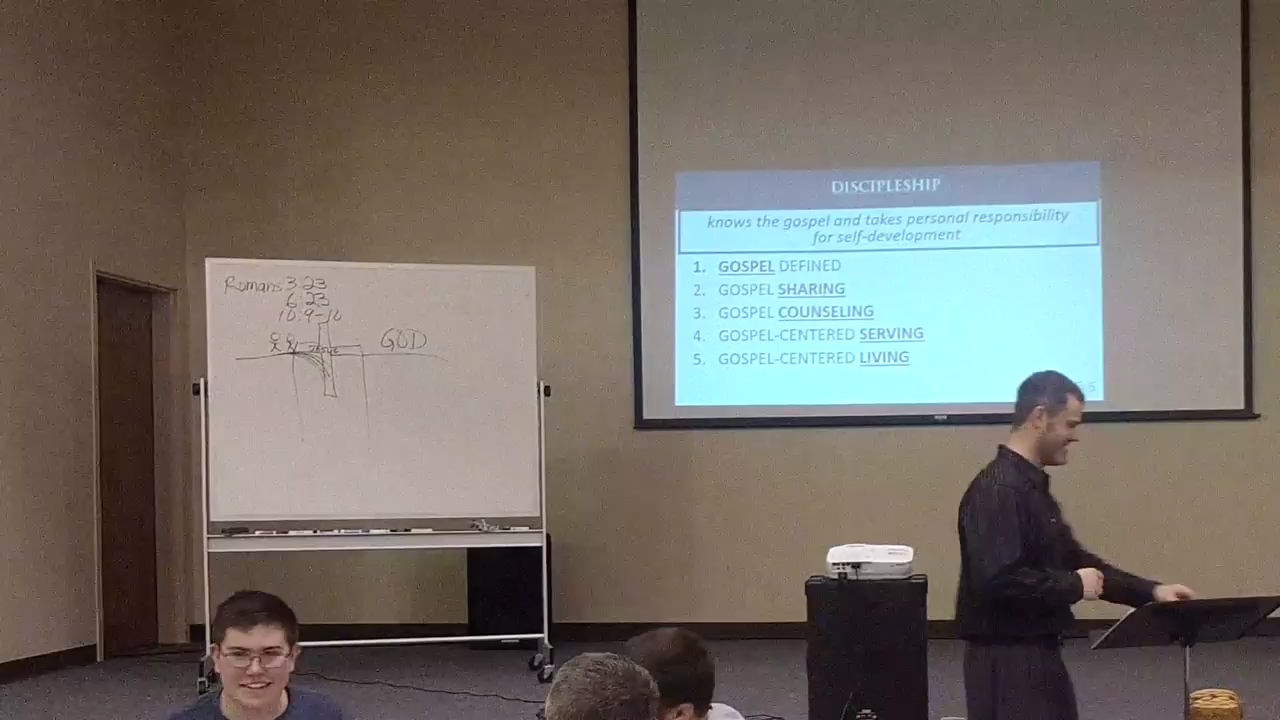 Romans 3:23
6:23
10:9-10
GOD
DISCIPLESHIP
knows the gospel and takes personal responsibility
for self-development
1. GOSPEL DEFINED
2. GOSPEL SHARING
3. GOSPEL COUNSELING
4. GOSPEL-CENTERED SERVING
5. GOSPEL-CENTERED LIVING